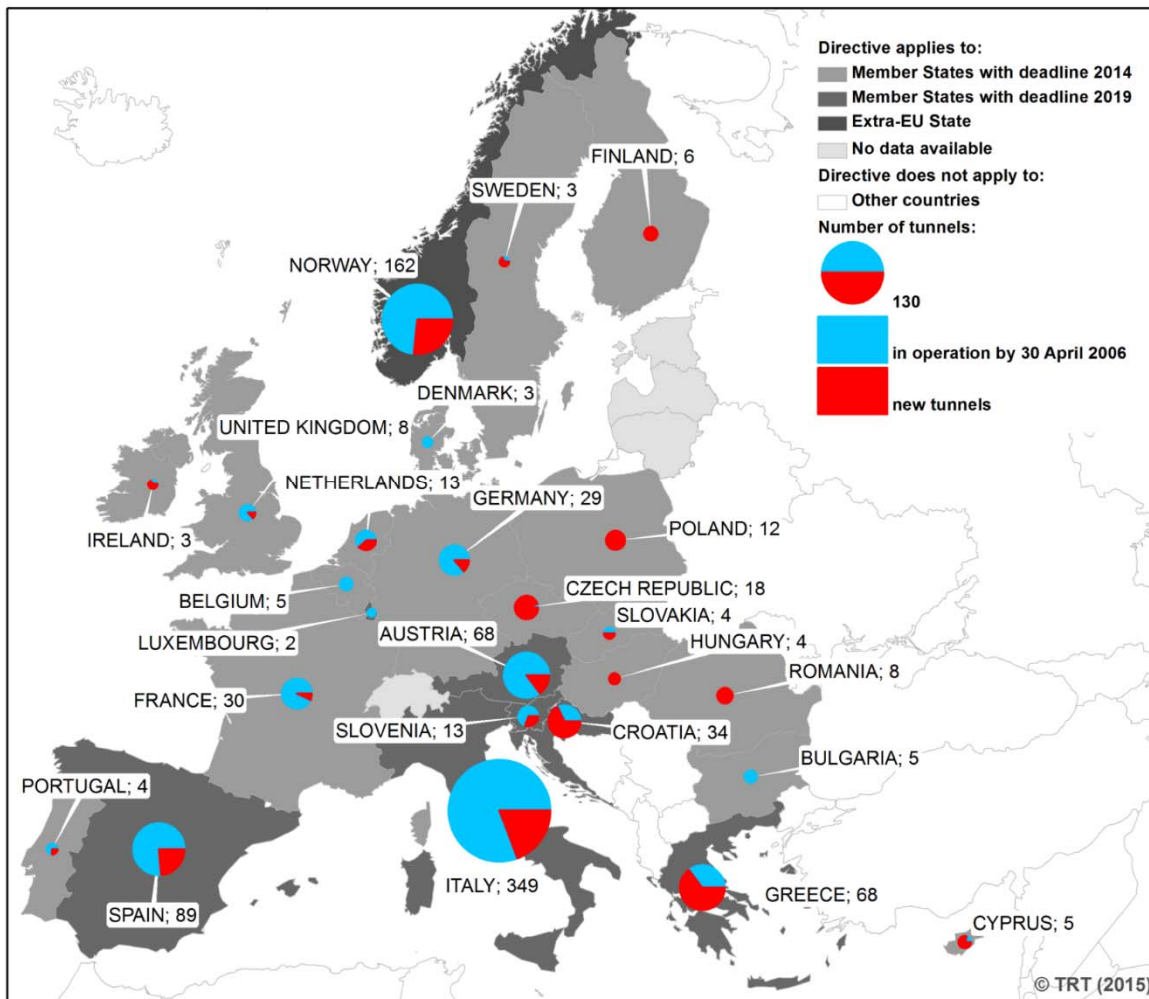 Directive applies to:
Member States with deadline 2014
Member States with deadline 2019
Extra-EU State
No data available
Directive does not apply to:
Other countries
Number of tunnels:
130
in operation by 30 April 2006
new tunnels
FINLAND; 6
SWEDEN; 3
NORWAY; 162
DENMARK; 3
UNITED KINGDOM; 8
NETHERLANDS; 13
GERMANY; 29
IRELAND; 3
POLAND; 12
BELGIUM; 5
CZECH REPUBLIC; 18
SLOVAKIA; 4
LUXEMBOURG; 2
AUSTRIA; 68
HUNGARY; 4
ROMANIA; 8
FRANCE; 30
SLOVENIA; 13
CROATIA; 34
BULGARIA; 5
PORTUGAL; 4
SPAIN; 89
ITALY; 349
GREECE; 68
CYPRUS; 5
© TRT (2015)